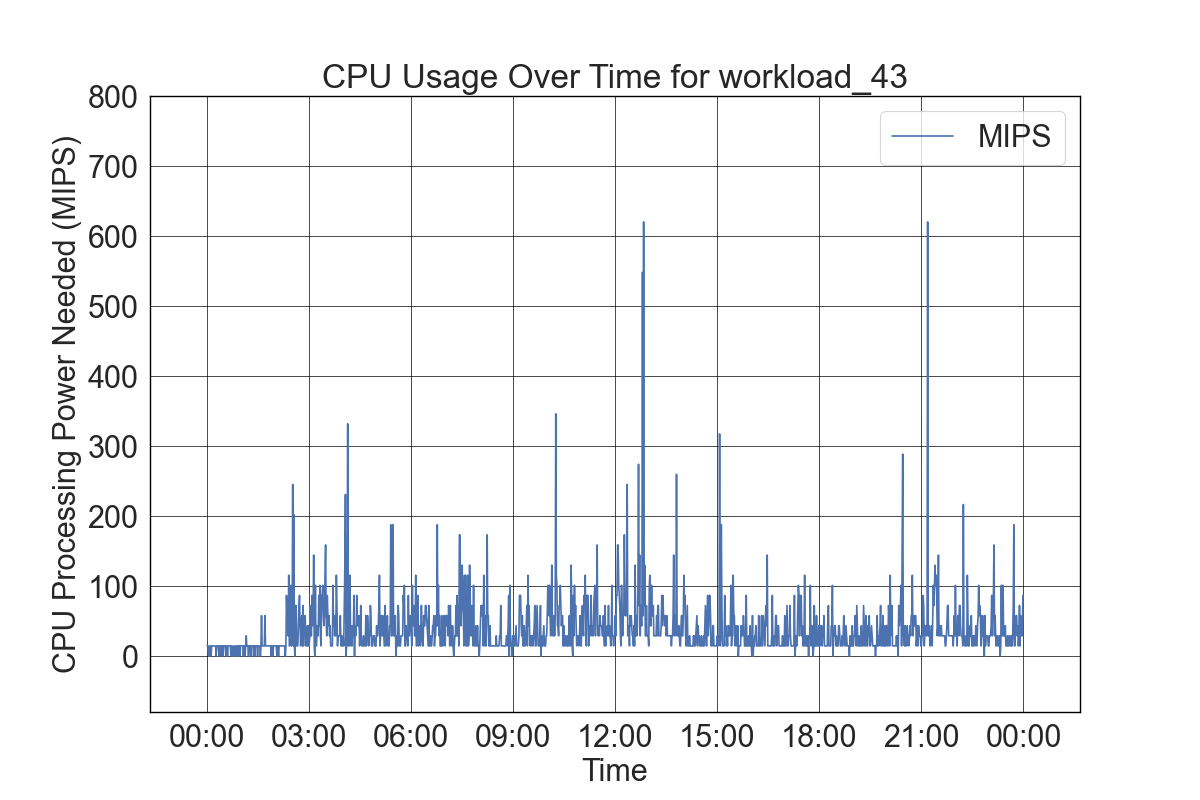 CPU Usage Over Time for workload_43
CPU Processing Power Needed (MIPS)
800
700
600
500
400
300
200
100
0
MIPS
00:00 03:00 06:00 09:00 12:00 15:00 18:00 21:00 00:00
Time